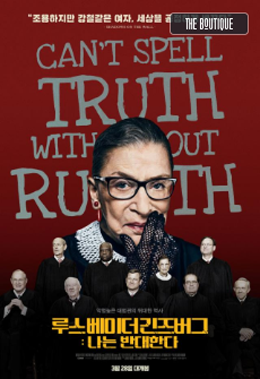 "조용하지만 강철같은 여자, 세상을
THE BOUTIQUE
CAN'T SPELL
TRUTH
WITHOUT
RUTH
루스 베이더 긴즈버그
: 나는 반대한다
3월 28일 대개봉